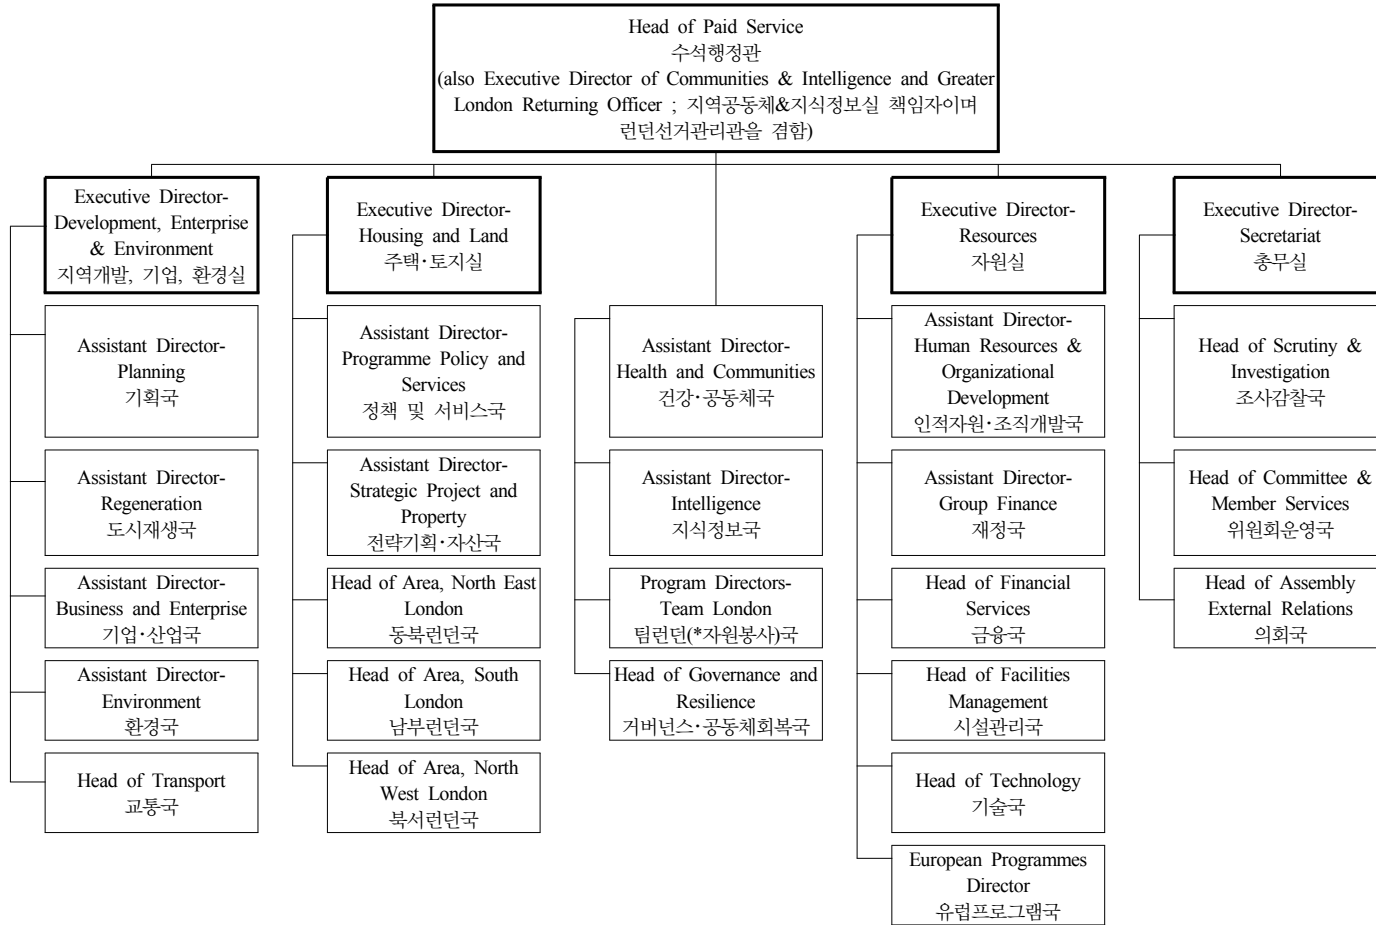 Head of Paid Service
수석행정관
(also Executive Director of Communities & Intelligence and Greater
London Returning Officer ; 지역공동체&지식정보실 책임자이며
런던선거관리관을 겸함)
Executive Director-
Development, Enterprise
& Environment
지역개발, 기업, 환경실
Assistant Director-
Planning
기획국
Assistant Director-
Regeneration
도시재생국
Assistant Director-
Business and Enterprise
기업·산업국
Assistant Director-
Environment
환경국
Head of Transport
교통국
Executive Director-
Housing and Land
주택·토지실
Assistant Director-
Programme Policy and
Services
정책 및 서비스국
Assistant Director-
Strategic Project and
Property
전략기획·자산국
Head of Area, North East
London
동북런던국
Head of Area, South
London
남부런던국
Head of Area, North
West London
북서런던국
Assistant Director-
Health and Communities
건강·공동체국
Assistant Director-
Intelligence
지식정보국
Program Directors-
Team London
팀런던(*자원봉사)국
Head of Governance and
Resilience
거버넌스·공동체회복국
Executive Director-
Resources
자원실
Assistant Director-
Human Resources &
Organizational
Development
인적자원·조직개발국
Assistant Director-
Group Finance
재정국
Head of Financial
Services
금융국
Head of Facilities
Management
시설관리국
Head of Technology
기술국
European Programmes
Director
유럽프로그램국
Executive Director-
Secretariat
총무실
Head of Scrutiny &
Investigation
조사감찰국
Head of Committee &
Member Services
위원회운영국
Head of Assembly
External Relations
의회국